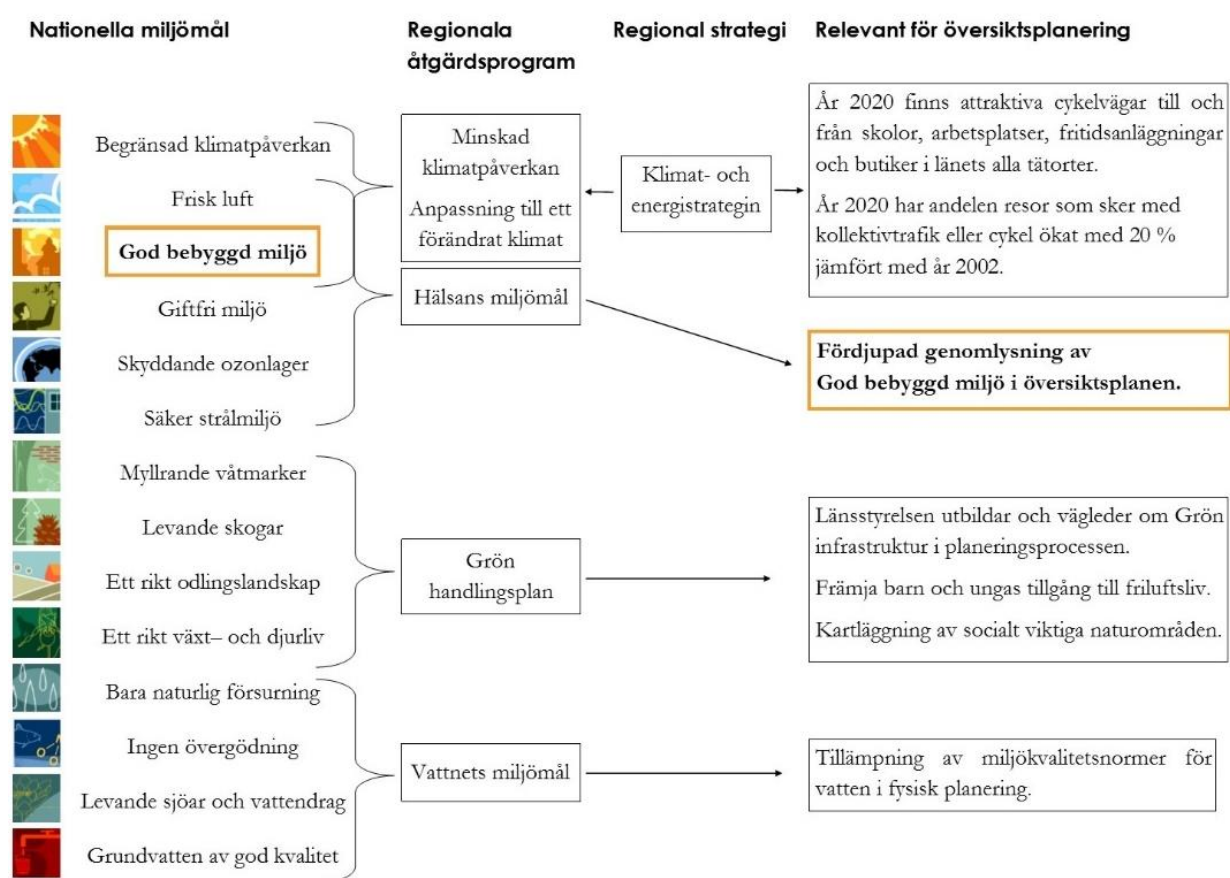 Nationella miljömål
Regionala
åtgärdsprogram
Regional strategi
Relevant för översiktsplanering
Begränsad klimatpåverkan
Frisk luft
God bebyggd miljö
Giftfri miljö
Skyddande ozonlager
Säker strålmiljö
Myllrande våtmarker
Levande skogar
Ett rikt odlingslandskap
Ett rikt växt– och djurliv
Bara naturlig försurning
Ingen övergödning
Levande sjöar och vattendrag
Grundvatten av god kvalitet
Minskad
klimatpåverkan
Anpassning till ett
förändrat klimat
Hälsans miljömål
Grön
handlingsplan
Vattnets miljömål
Klimat- och
energistrategin
År 2020 finns attraktiva cykelvägar till och
från skolor, arbetsplatser, fritidsanläggningar
och butiker i länets alla tätorter.
År 2020 har andelen resor som sker med
kollektivtrafik eller cykel ökat med 20 %
jämfört med år 2002.
Fördjupad genomlysning av
God bebyggd miljö i översiktsplanen.
Länsstyrelsen utbildar och vägleder om Grön
infrastruktur i planeringsprocessen.
Främja barn och ungas tillgång till friluftsliv.
Kartläggning av socialt viktiga naturområden.
Tillämpning av miljökvalitetsnormer för
vatten i fysisk planering.